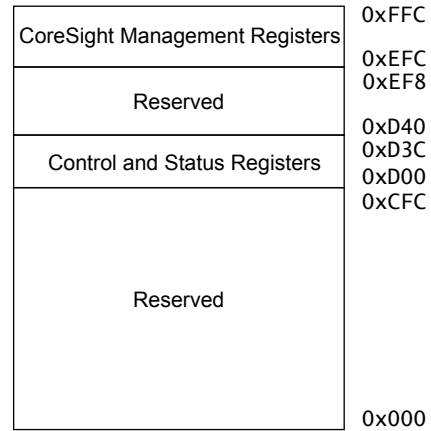 0xFFC
CoreSight Management Registers
0xEFC
0xEF8
Reserved
0xD40
0xD3C
Control and Status Registers
0xD00
0xCFC
Reserved
0x000